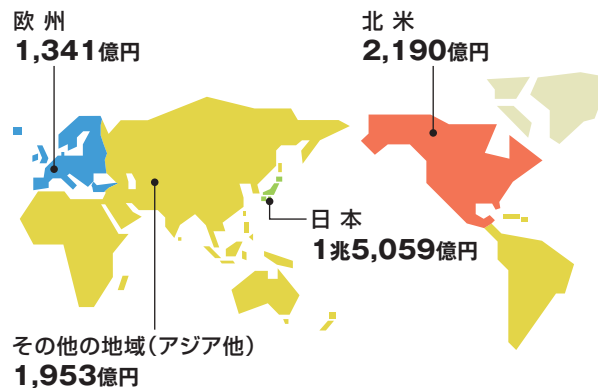 欧 州
1,341億円
北 米
2,190億円
日 本
1兆5,059億円
その他の地域（アジア他）
1,953億円